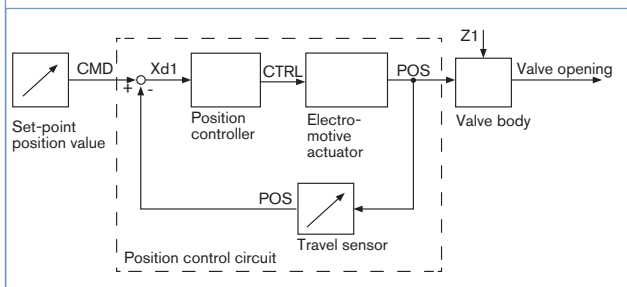 Z1
CMD
Xd1
CTRL
POS
Valve opening
+
-
Set-point
position value
Position
controller
Electro-
motive
actuator
Valve body
POS
Travel sensor
Position control circuit